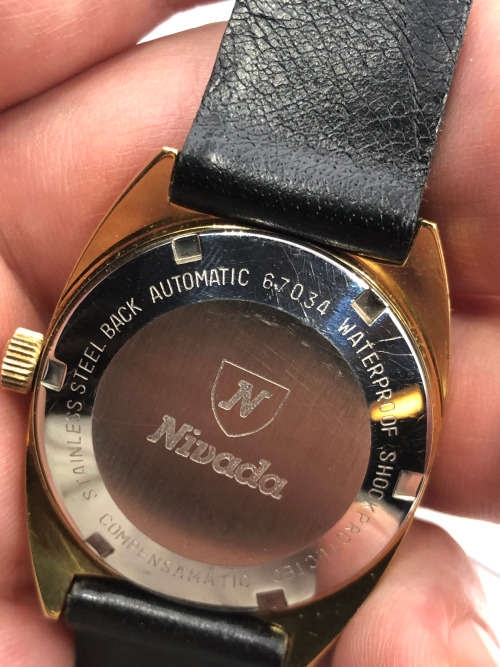 AUTOMATIC 67034 WATERPROOF SHOCKPROTECTED COMPENSAMATIC STAINLESS STEEL BACK
N
Nivada